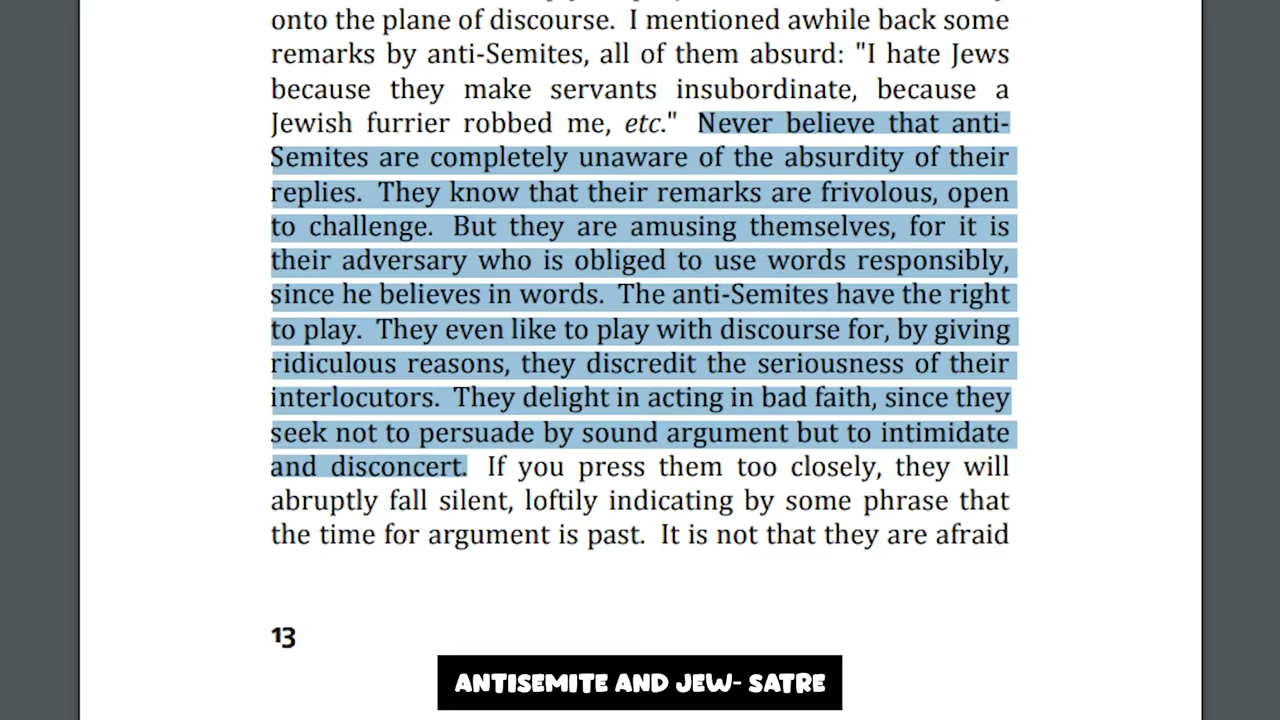 onto the plane of discourse. I mentioned awhile back some
remarks by anti-Semites, all of them absurd: "I hate Jews
because they make servants insubordinate, because a
Jewish furrier robbed me, etc." Never believe that anti-
Semites are completely unaware of the absurdity of their
replies. They know that their remarks are frivolous, open
to challenge. But they are amusing themselves, for it is
their adversary who is obliged to use words responsibly,
since he believes in words. The anti-Semites have the right
to play. They even like to play with discourse for, by giving
ridiculous reasons, they discredit the seriousness of their
interlocutors. They delight in acting in bad faith, since they
seek not to persuade by sound argument but to intimidate
and disconcert. If you press them too closely, they will
abruptly fall silent, loftily indicating by some phrase that
the time for argument is past. It is not that they are afraid
13
ANTISEMITE AND JEW- SATRE